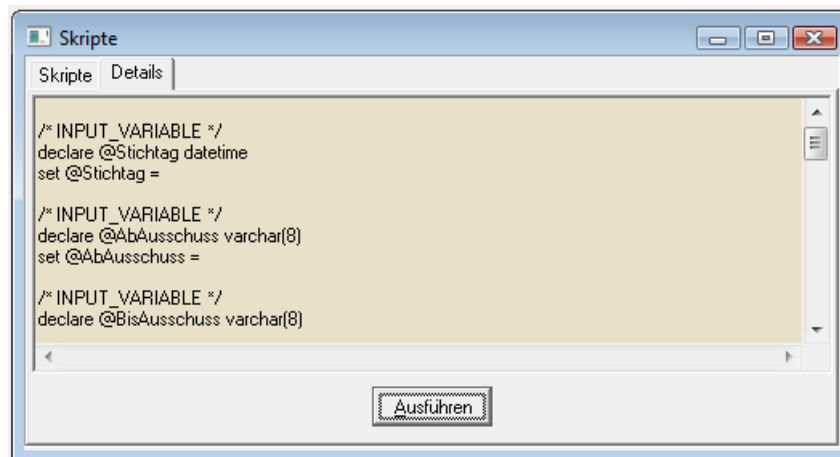 Skripte
Skripte Details
/* INPUT_VARIABLE */
declare @Stichtag datetime
set @Stichtag =
/* INPUT_VARIABLE */
declare @AbAusschuss varchar(8)
set @AbAusschuss =
/* INPUT_VARIABLE */
declare @BisAusschuss varchar(8)
Ausführen